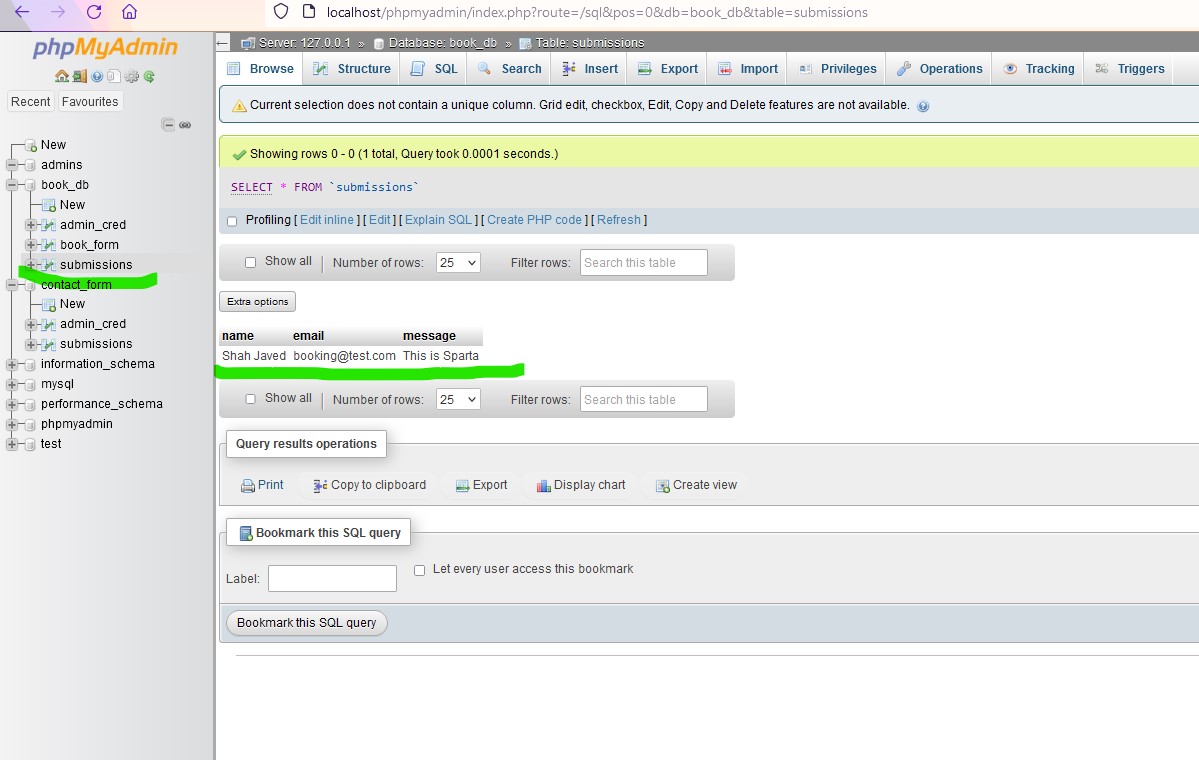 localhost/phpmyadmin/index.php?route=/sql&pos=0&db=book_db&table=submissions
phpMyAdmin
Recent Favourites
New
admins
book_db
New
admin_cred
book_form
submissions
contact_form
New
admin_cred
submissions
information_schema
mysql
performance_schema
phpmyadmin
test
Server: 127.0.0.1 » Database: book_db » Table: submissions
Browse Structure SQL Search Insert Export Import Privileges Operations Tracking Triggers
Current selection does not contain a unique column. Grid edit, checkbox, Edit, Copy and Delete features are not available.
Showing rows 0 - 0 (1 total, Query took 0.0001 seconds.)
SELECT * FROM `submissions`
Profiling [ Edit inline ] [ Edit ] [ Explain SQL ] [ Create PHP code ] [ Refresh ]
Show all | Number of rows: 25 Filter rows: Search this table
Extra options
name email message
Shah Javed booking@test.com This is Sparta
Show all | Number of rows: 25 Filter rows: Search this table
Query results operations
Print Copy to clipboard Export Display chart Create view
Bookmark this SQL query
Label: Let every user access this bookmark
Bookmark this SQL query